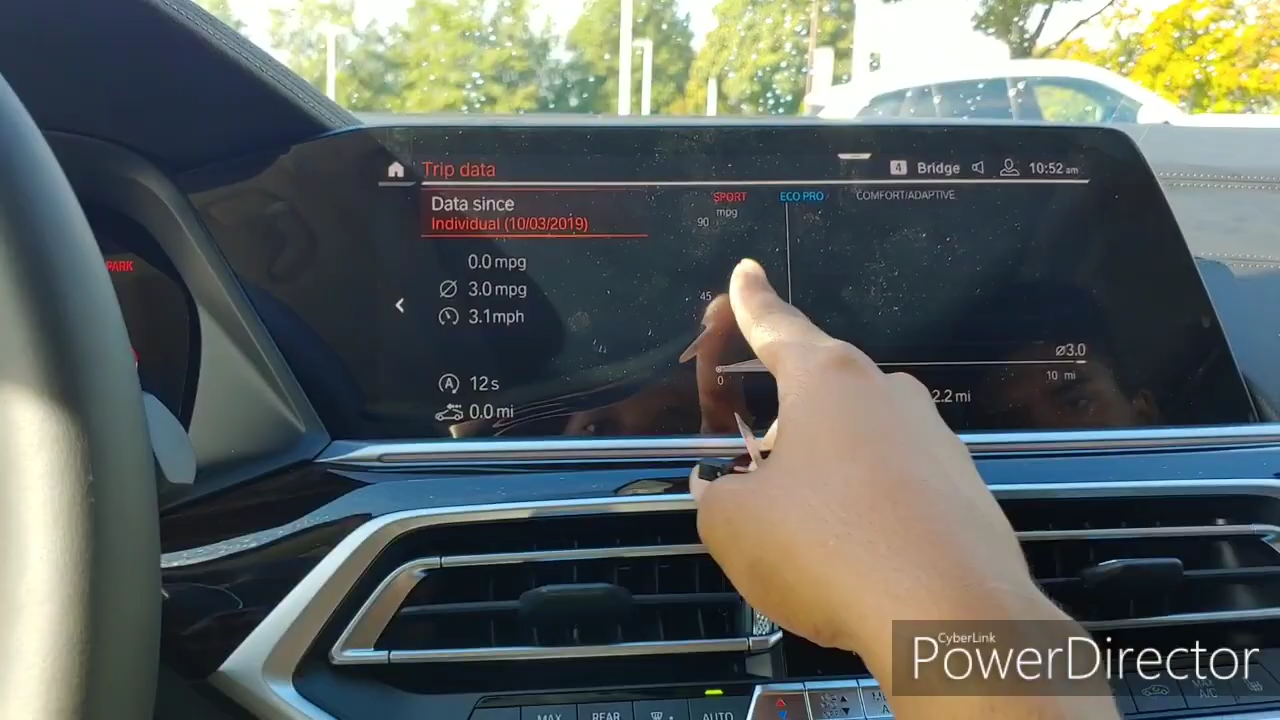 Trip data
4 Bridge 10:52 am
Data since
Individual (10/03/2019)
SPORT
ECO PRO
COMFORT/ADAPTIVE
mpg
90
0.0 mpg
Ø 3.0 mpg
45
3.1mph
PARK
ø3.0
0
10 mi
A 12 s
2.2 mi
0.0 mi
CyberLink
PowerDirector
MAX
REAR
AUTO
A/C